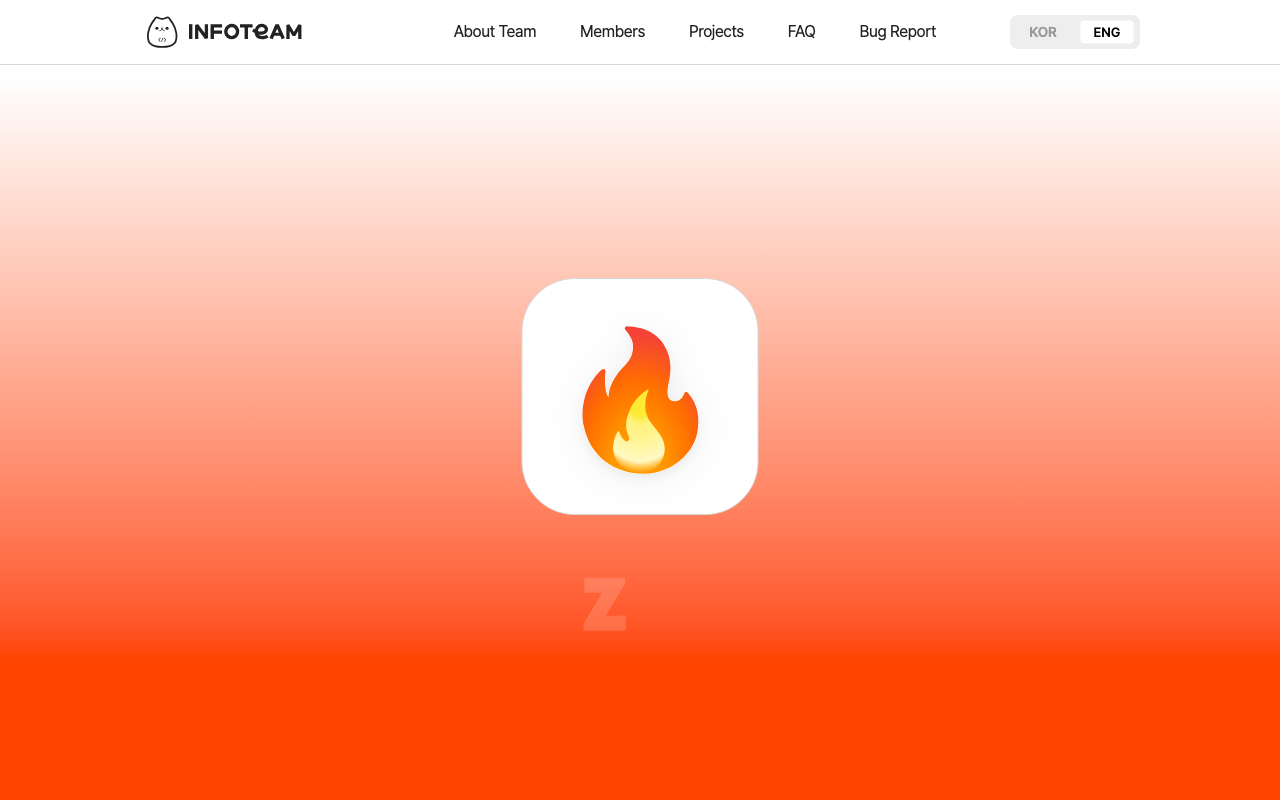 INFOTEAM
About Team
Members
Projects
FAQ
Bug Report
KOR
ENG
z